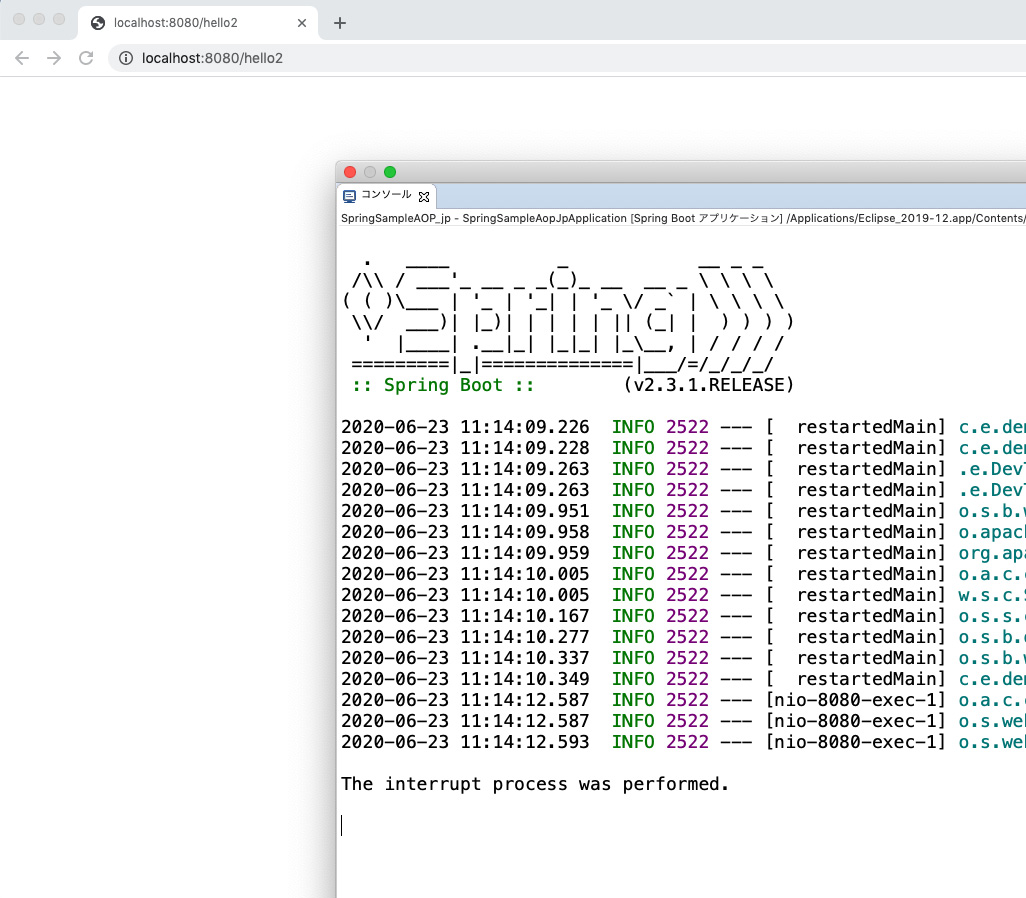 localhost:8080/hello2
localhost:8080/hello2
コンソール
SpringSampleAOP_jp - SpringSampleAopJpApplication [Spring Boot アプリケーション] /Applications/Eclipse_2019-12.app/Contents/
  .   ____          _            __ _ _
 /\\ / ___'_ __ _ _(_)_ __  __ _ \ \ \ \
( ( )\___ | '_ | '_| | '_ \/ _` | \ \ \ \
 \\/  ___)| |_)| | | | | || (_| |  ) ) ) )
  '  |____| .__|_| |_|_| |_\__, | / / / /
 =========|_|==============|___/=/_/_/_/
 :: Spring Boot ::        (v2.3.1.RELEASE)
2020-06-23 11:14:09.226  INFO 2522 --- [  restartedMain] c.e.dem
2020-06-23 11:14:09.228  INFO 2522 --- [  restartedMain] c.e.dem
2020-06-23 11:14:09.263  INFO 2522 --- [  restartedMain] .e.Dev
2020-06-23 11:14:09.263  INFO 2522 --- [  restartedMain] .e.Dev
2020-06-23 11:14:09.951  INFO 2522 --- [  restartedMain] o.s.b.w
2020-06-23 11:14:09.958  INFO 2522 --- [  restartedMain] o.apac
2020-06-23 11:14:09.959  INFO 2522 --- [  restartedMain] org.apa
2020-06-23 11:14:10.005  INFO 2522 --- [  restartedMain] o.a.c.
2020-06-23 11:14:10.005  INFO 2522 --- [  restartedMain] w.s.c.S
2020-06-23 11:14:10.167  INFO 2522 --- [  restartedMain] o.s.s.
2020-06-23 11:14:10.277  INFO 2522 --- [  restartedMain] o.s.b.
2020-06-23 11:14:10.337  INFO 2522 --- [  restartedMain] o.s.b.w
2020-06-23 11:14:10.349  INFO 2522 --- [  restartedMain] c.e.dem
2020-06-23 11:14:12.587  INFO 2522 --- [nio-8080-exec-1] o.a.c.
2020-06-23 11:14:12.587  INFO 2522 --- [nio-8080-exec-1] o.s.we
2020-06-23 11:14:12.593  INFO 2522 --- [nio-8080-exec-1] o.s.we
The interrupt process was performed.